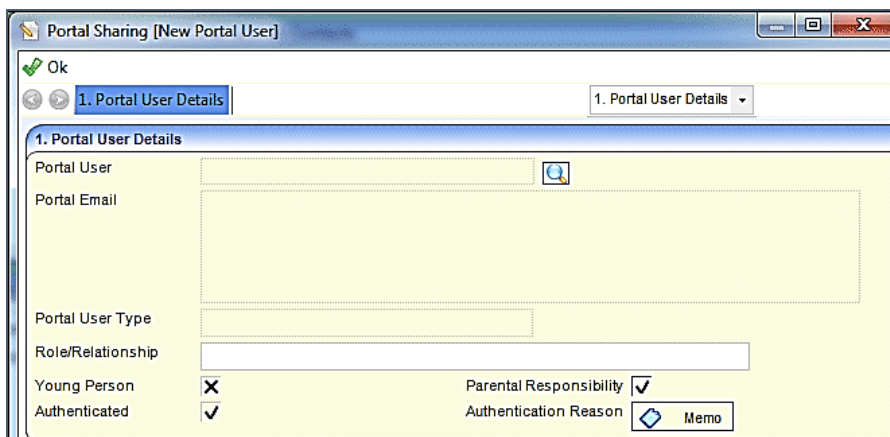 Portal Sharing [New Portal User]
Ok
1. Portal User Details 1. Portal User Details
1. Portal User Details
Portal User
Portal Email
Portal User Type
Role/Relationship
Young Person Parental Responsibility
Authenticated Authentication Reason Memo